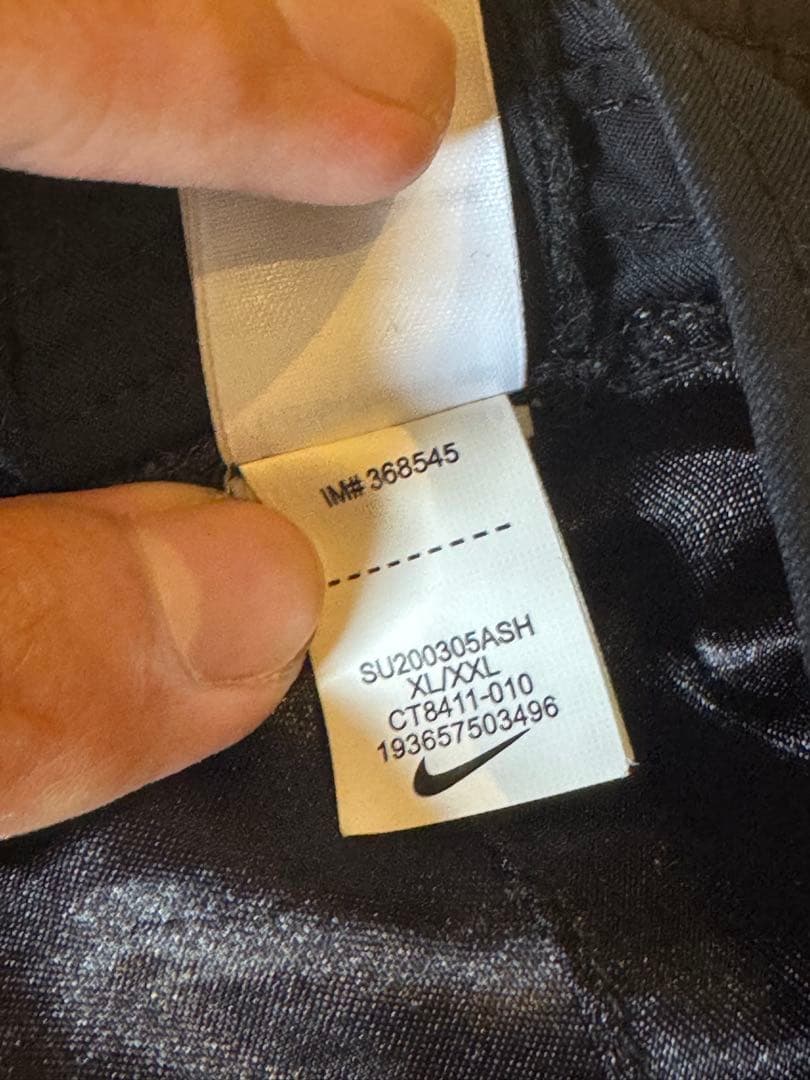 IM# 368545
SU200305ASH
XL/XXL
CT8411-010
193657503496